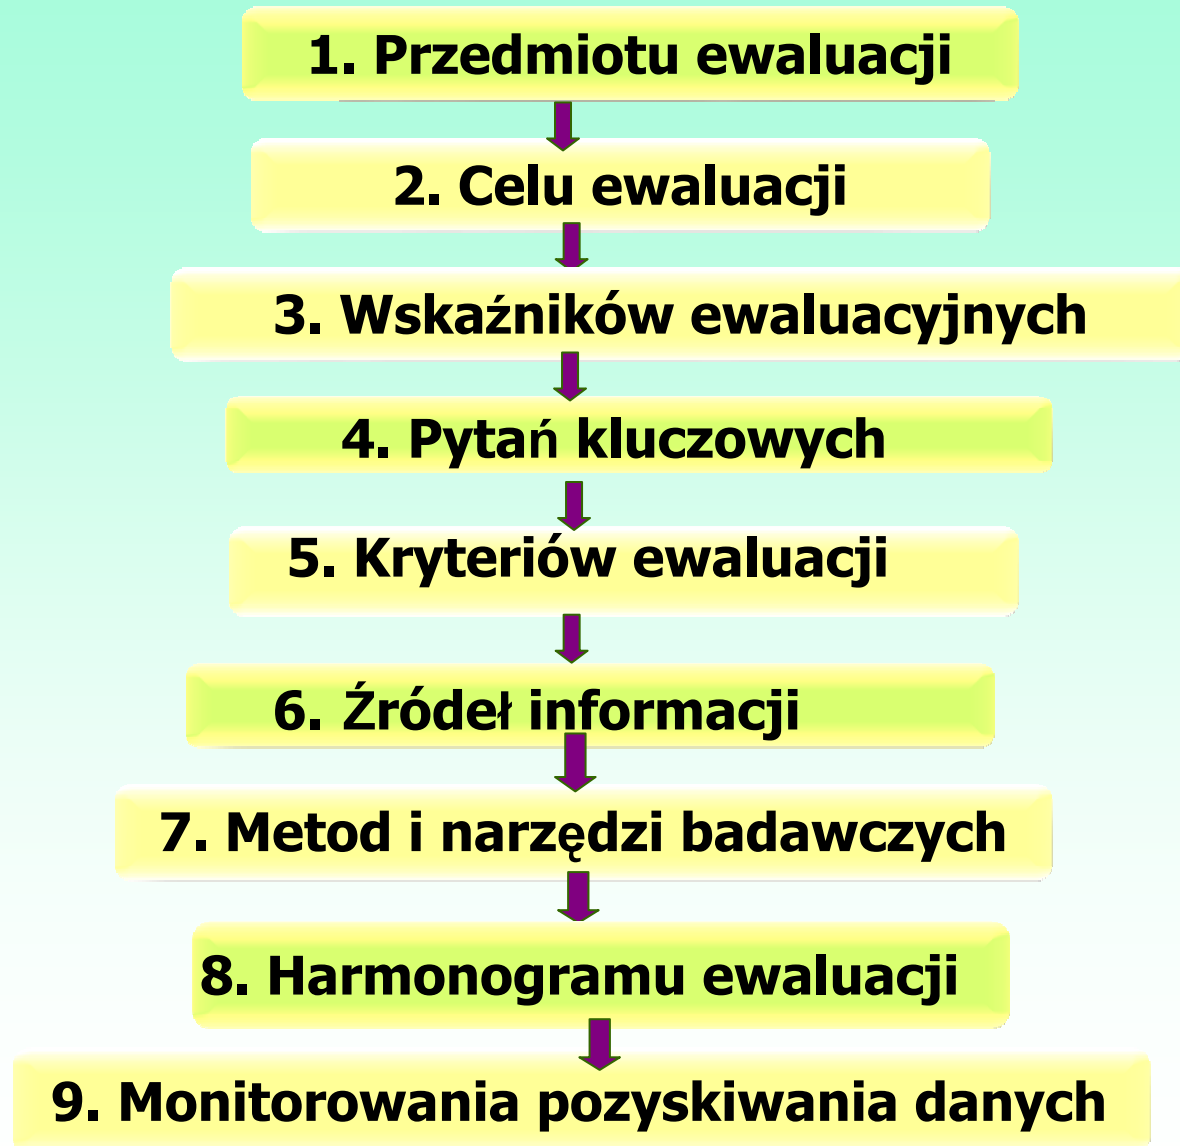 1. Przedmiotu ewaluacji
2. Celu ewaluacji
3. Wskaźników ewaluacyjnych
4. Pytań kluczowych
5. Kryteriów ewaluacji
6. Źródeł informacji
7. Metod i narzędzi badawczych
8. Harmonogramu ewaluacji
9. Monitorowania pozyskiwania danych